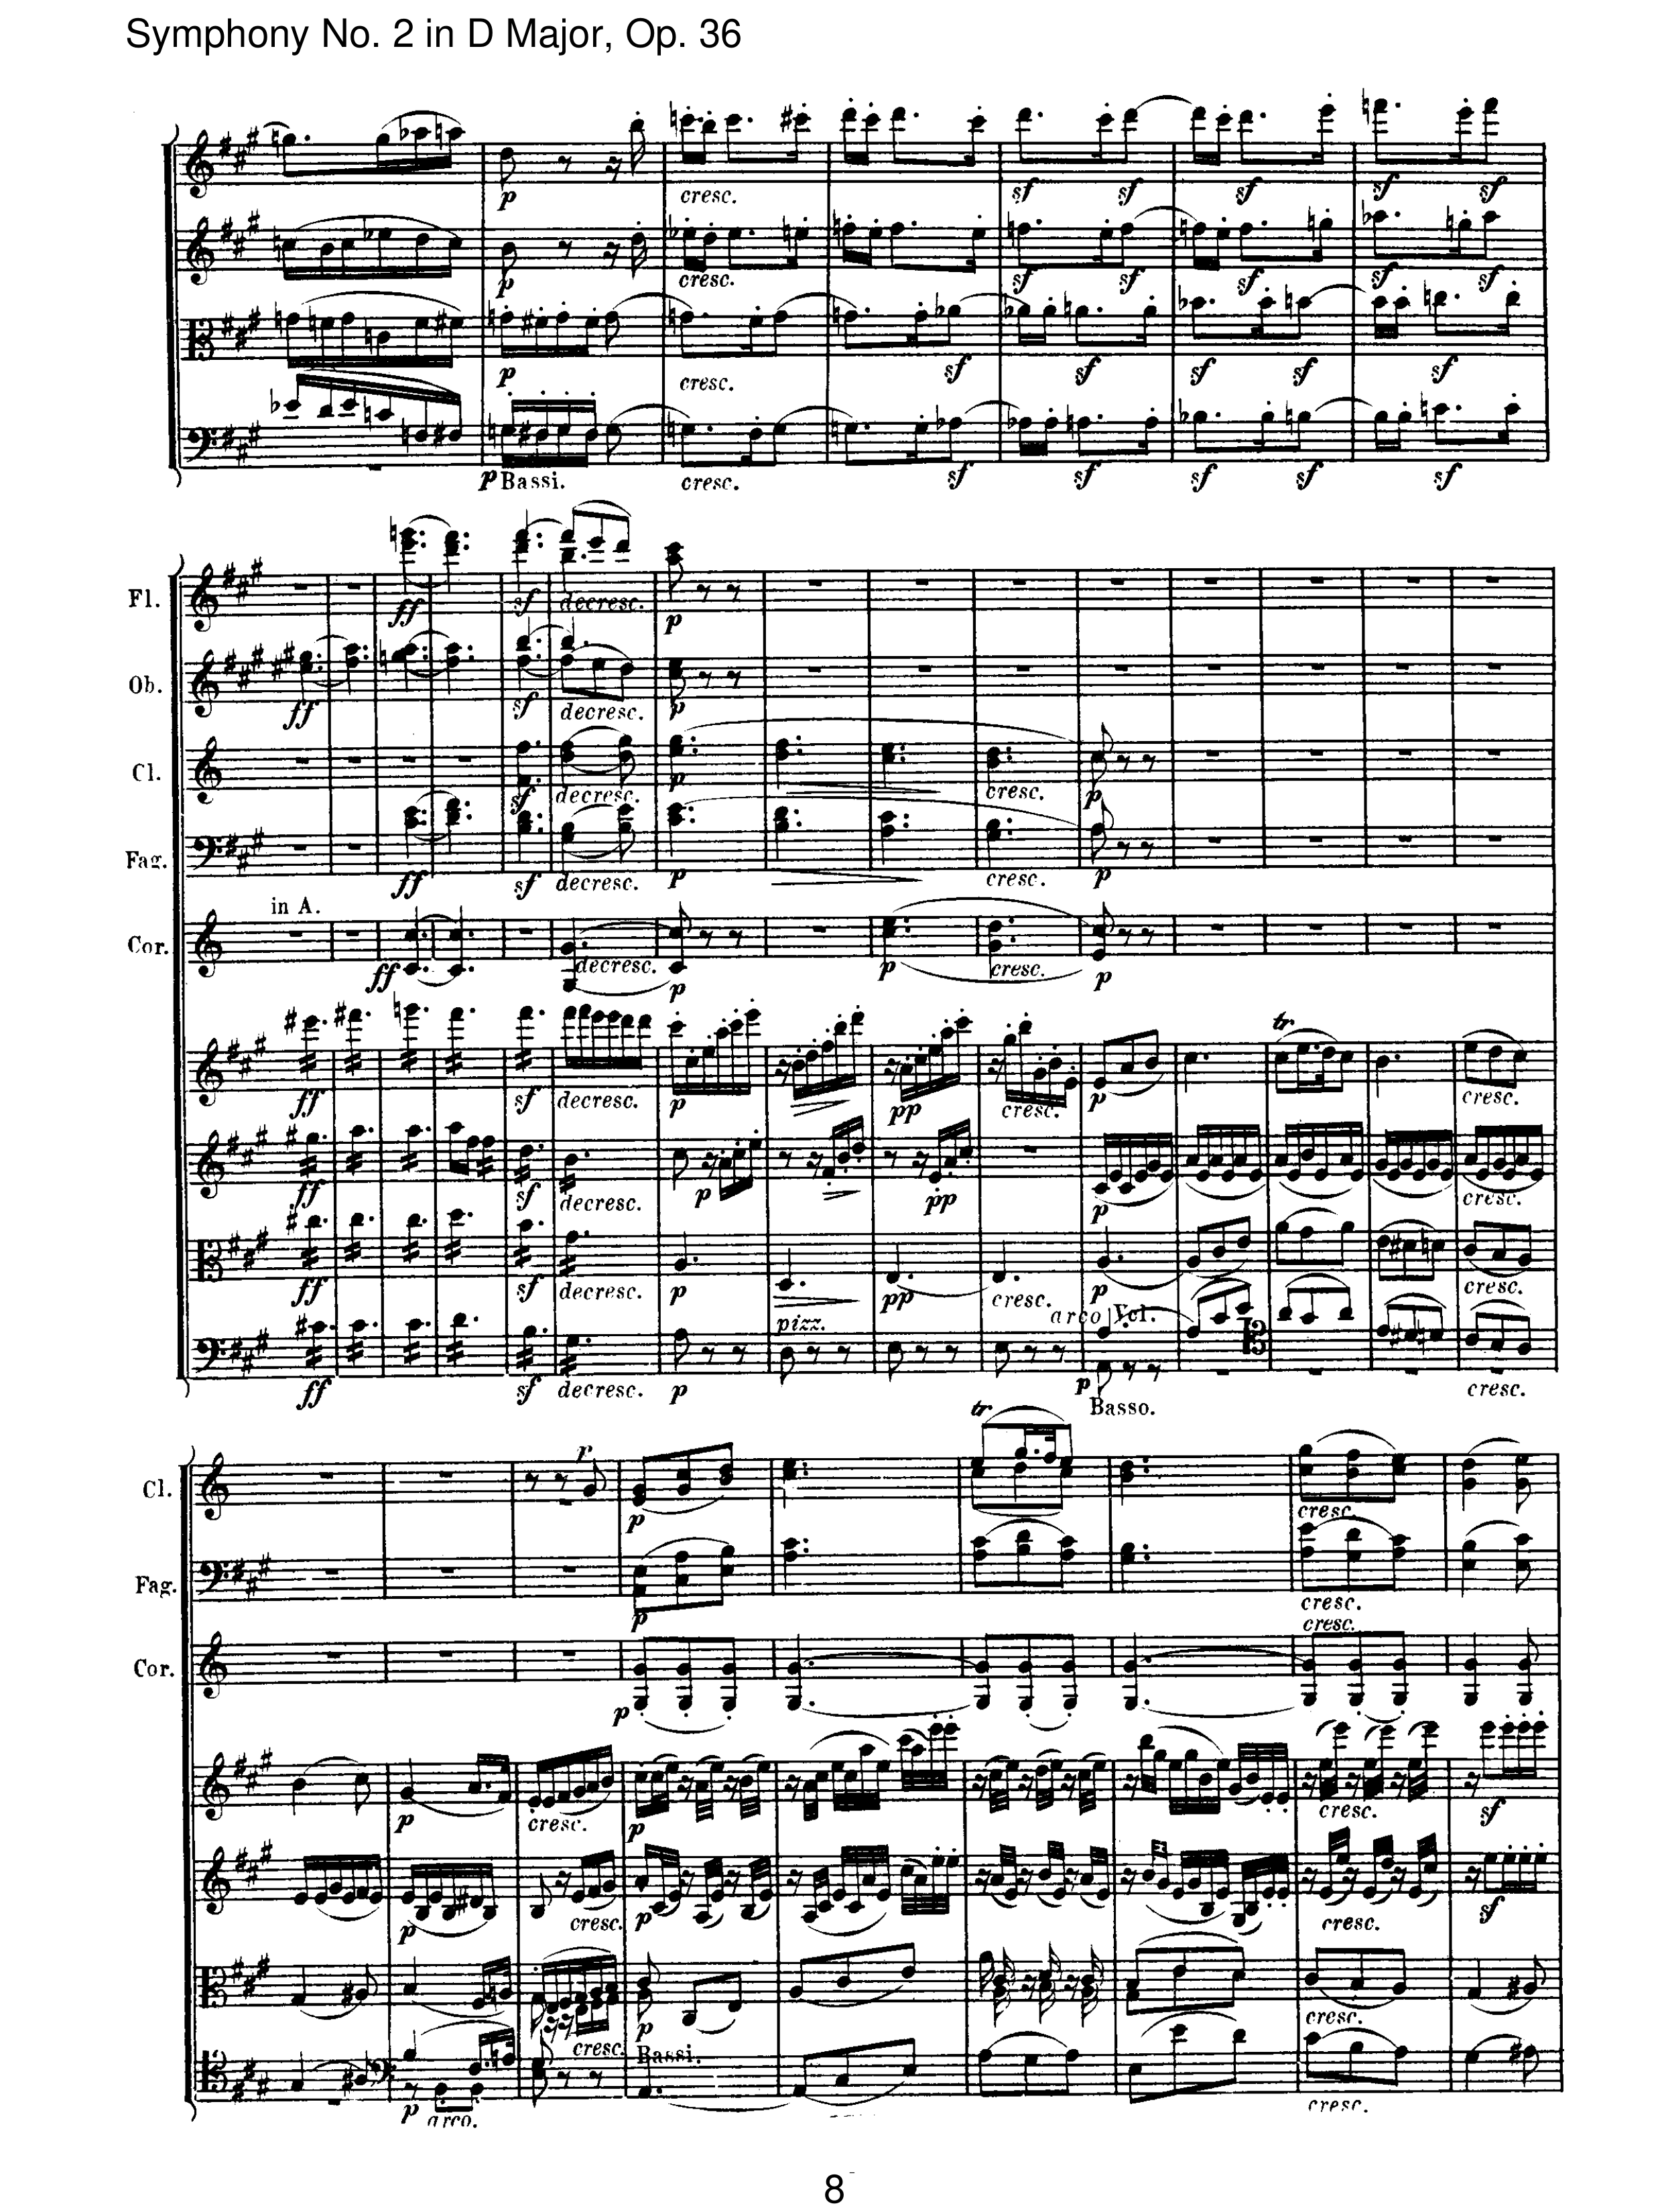 Symphony No. 2 in D Major, Op. 36
p cresc. sf sf sf sf sf
p cresc. sf sf sf sf sf
p cresc. sf sf sf sf sf
p Bassi. cresc. sf sf sf sf sf
Fl. ff sf decresc. p
Ob. ff sf decresc. p
Cl. sf decresc. p cresc. p
Fag. ff sf decresc. p cresc. p
in A.
Cor. ff decresc. p p cresc. p
tr
ff sf decresc. p pp cresc. p cresc.
ff sf decresc. p pp p cresc.
ff sf decresc. p pp cresc. p cresc.
pizz. arco Vcl.
ff sf decresc. p p Basso. cresc.
p tr
Cl. p cresc.
Fag. p cresc.
cresc.
Cor. p
p cresc. p cresc. sf
p cresc. p cresc. sf
cresc. p cresc.
Bassi.
p arco. cresc.
8